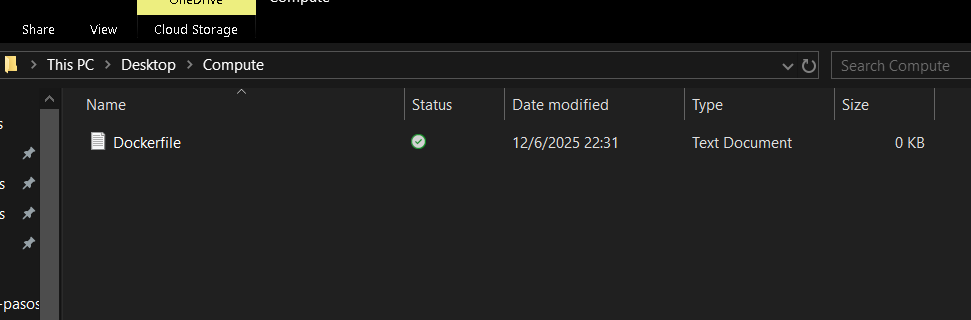 OneDrive
Compute
Share View Cloud Storage
This PC Desktop Compute Search Compute
Name Status Date modified Type Size
Dockerfile 12/6/2025 22:31 Text Document 0 KB
s
s
s
-pasos